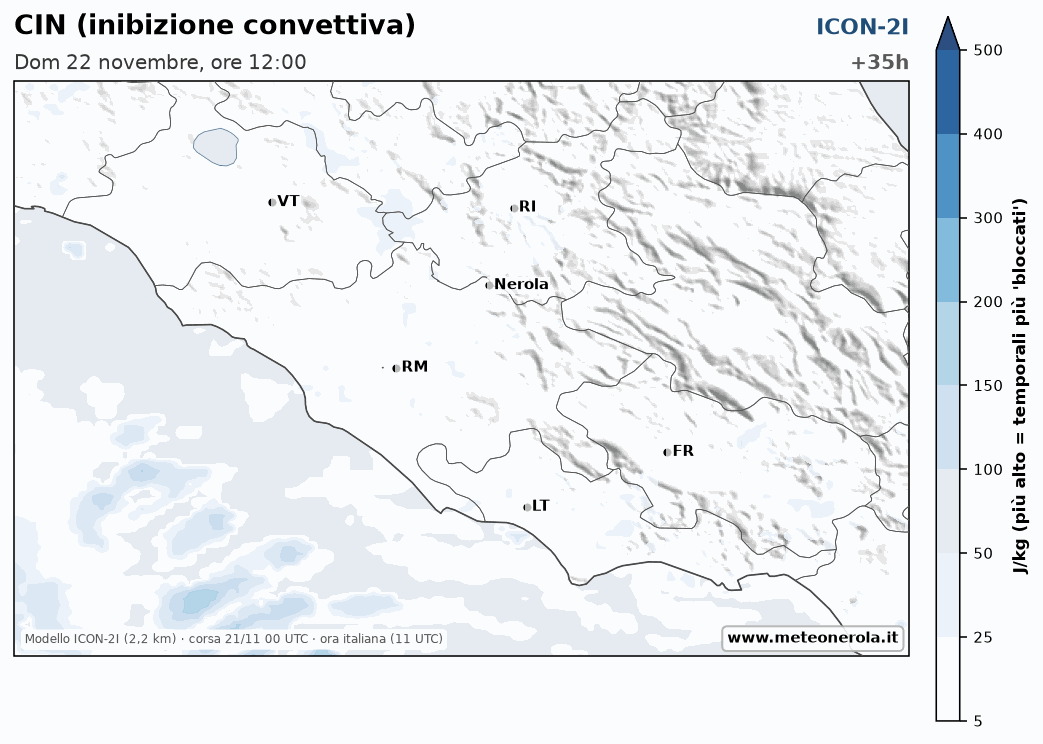 CIN (inibizione convettiva)
ICON-2I
Dom 22 novembre, ore 12:00
+35h
500
400
300
200
150
100
50
25
5
J/kg (più alto = temporali più 'bloccati')
VT
RI
Nerola
RM
FR
LT
Modello ICON-2I (2,2 km) · corsa 21/11 00 UTC · ora italiana (11 UTC)
www.meteonerola.it